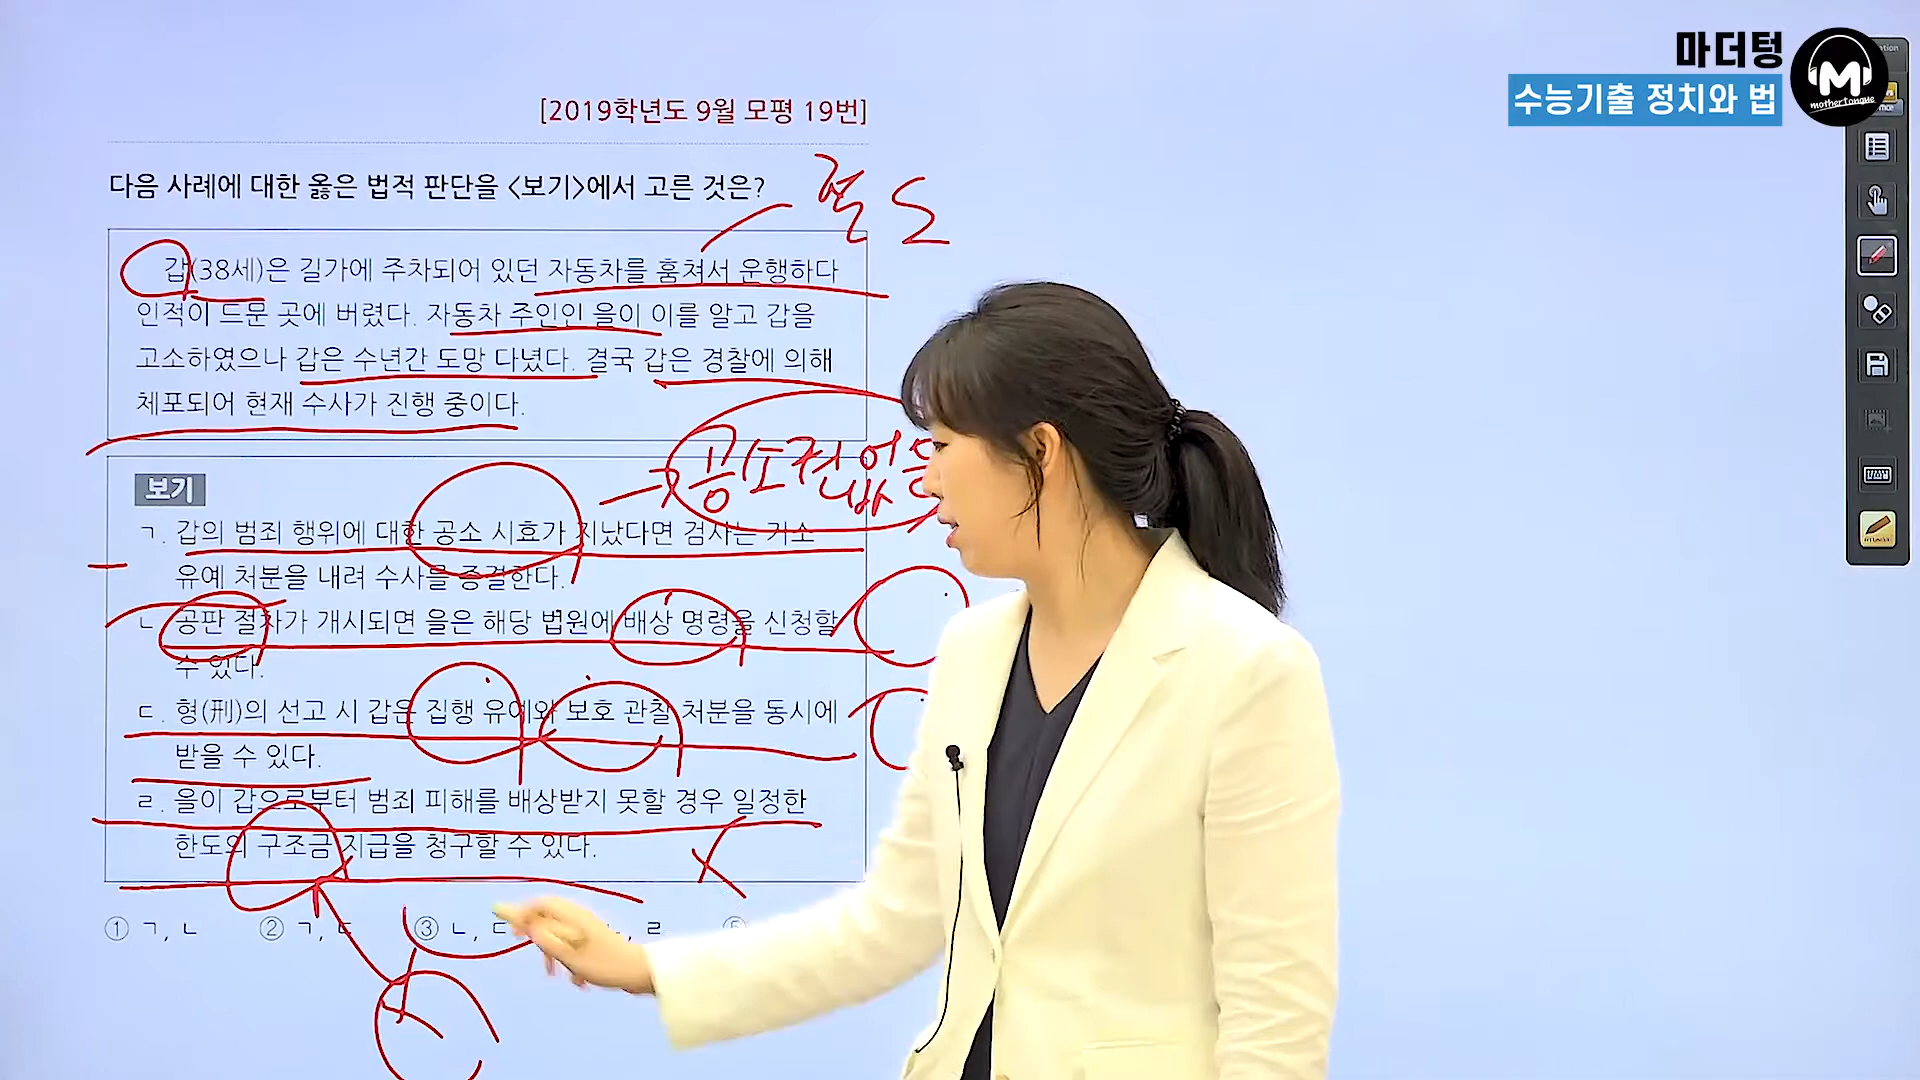 마더텅
수능기출 정치와 법
M
mothertongue
[2019학년도 9월 모평 19번]
다음 사례에 대한 옳은 법적 판단을 <보기>에서 고른 것은?
절도
갑(38세)은 길가에 주차되어 있던 자동차를 훔쳐서 운행하다
인적이 드문 곳에 버렸다. 자동차 주인인 을이 이를 알고 갑을
고소하였으나 갑은 수년간 도망 다녔다. 결국 갑은 경찰에 의해
체포되어 현재 수사가 진행 중이다.
공소권없음
보기
ㄱ. 갑의 범죄 행위에 대한 공소 시효가 지났다면 검사는 기소
유예 처분을 내려 수사를 종결한다.
ㄴ. 공판 절차가 개시되면 을은 해당 법원에 배상 명령을 신청할
수 있다.
ㄷ. 형(刑)의 선고 시 갑은 집행 유예와 보호 관찰 처분을 동시에
받을 수 있다.
ㄹ. 을이 갑으로부터 범죄 피해를 배상받지 못할 경우 일정한
한도의 구조금 지급을 청구할 수 있다.
① ㄱ, ㄴ ② ㄱ, ㄷ ③ ㄴ, ㄷ , ㄹ ⑤